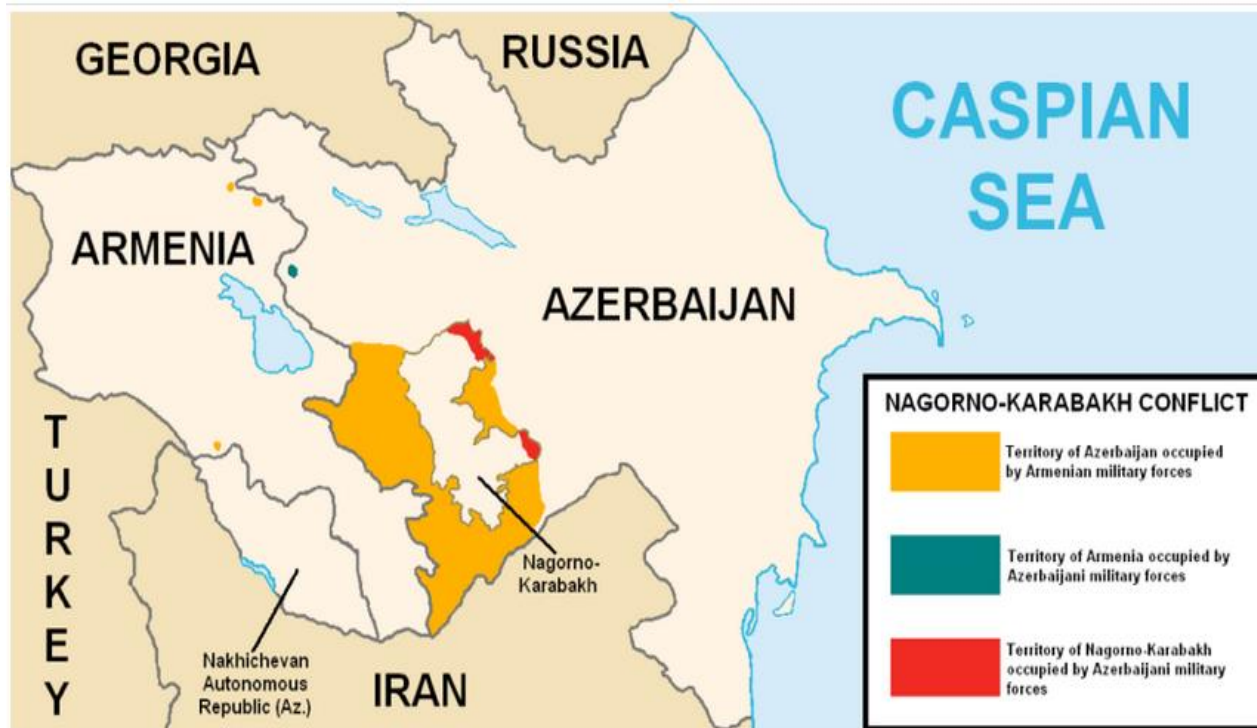 GEORGIA
RUSSIA
CASPIAN
SEA
ARMENIA
AZERBAIJAN
TURKEY
Nagorno-
Karabakh
Nakhichevan
Autonomous
Republic (Az.)
IRAN
NAGORNO-KARABAKH CONFLICT
Territory of Azerbaijan occupied
by Armenian military forces
Territory of Armenia occupied by
Azerbaijani military forces
Territory of Nagorno-Karabakh
occupied by Azerbaijani military
forces